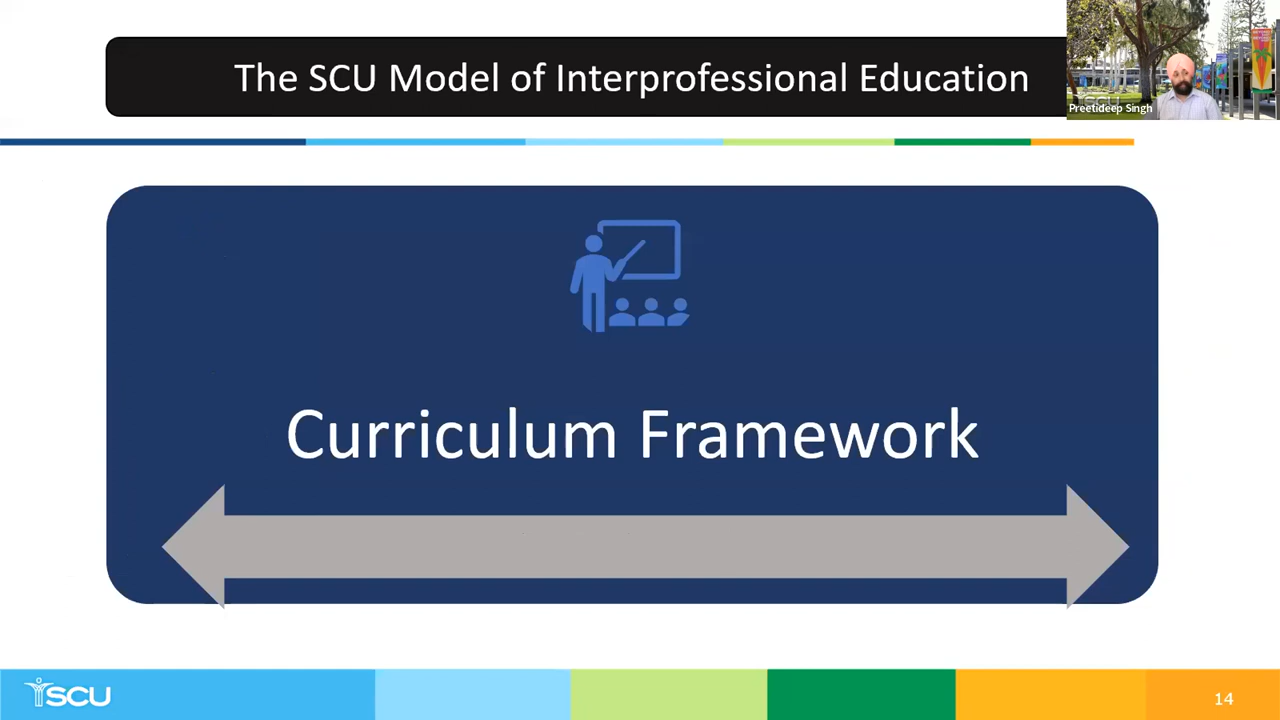 The SCU Model of Interprofessional Education
Preetideep Singh
Curriculum Framework
SCU
14